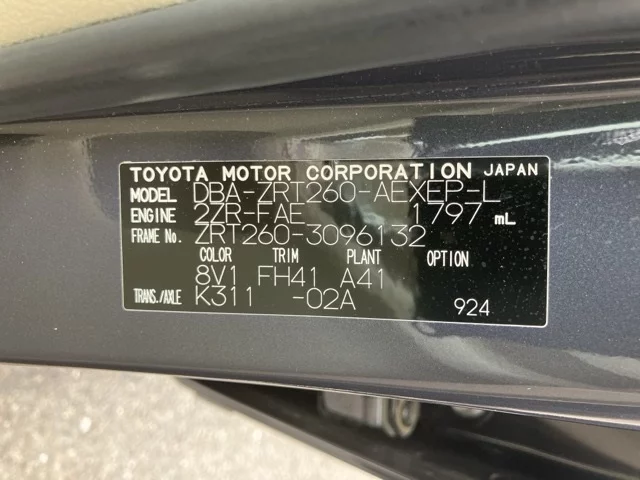 TOYOTA MOTOR CORPORATION JAPAN
MODEL DBA-ZRT260-AEXEP-L
ENGINE 2ZR-FAE 1797 mL
FRAME No. ZRT260-3096132
COLOR TRIM PLANT OPTION
8V1 FH41 A41
TRANS./AXLE K311 -02A 924